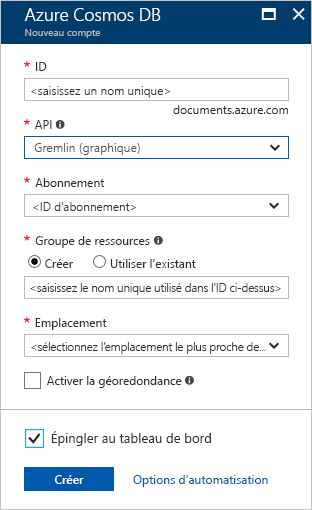 Azure Cosmos DB
Nouveau compte
* ID
<saisissez un nom unique>
documents.azure.com
* API
Gremlin (graphique)
* Abonnement
<ID d'abonnement>
* Groupe de ressources
Créer Utiliser l'existant
<saisissez le nom unique utilisé dans l'ID ci-dessus>
* Emplacement
<sélectionnez l'emplacement le plus proche de...
Activer la géoredondance
Épingler au tableau de bord
Créer Options d'automatisation